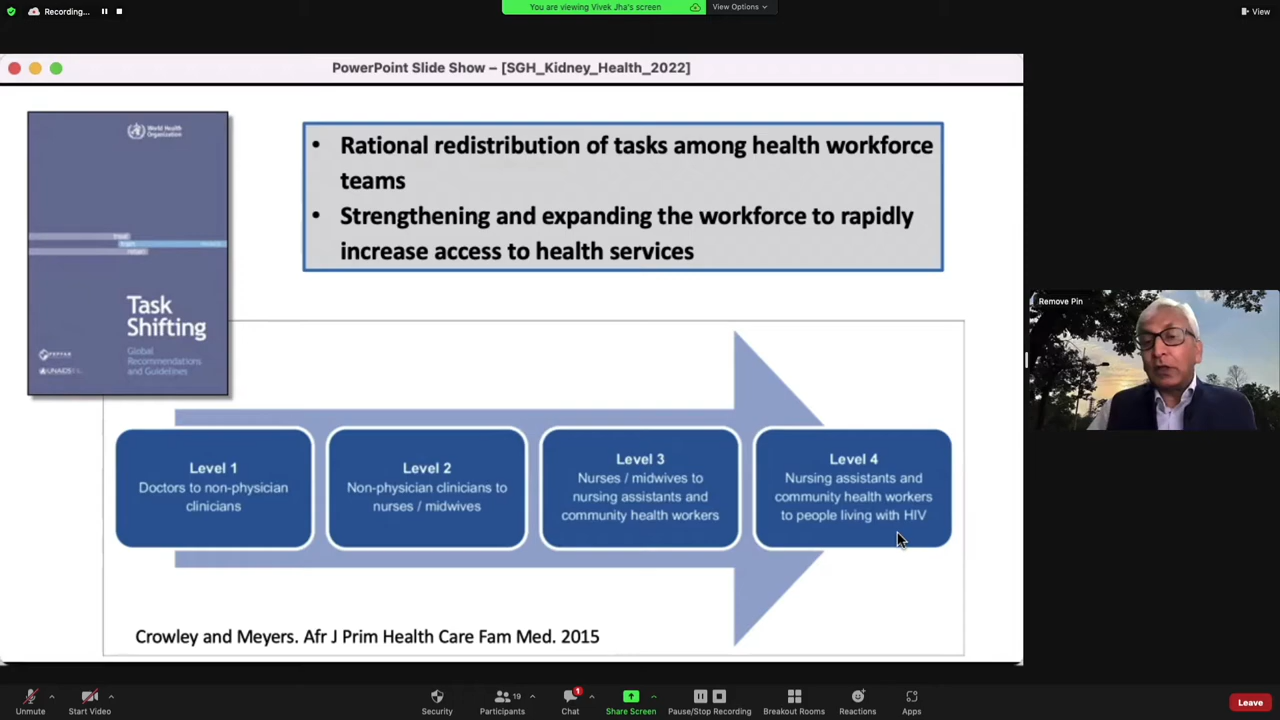 Recording...
You are viewing Vivek Jha's screen
View Options
View
PowerPoint Slide Show – [SGH_Kidney_Health_2022]
World Health
Organization
Task
Shifting
Global
Recommendations
and Guidelines
PEPFAR
UNAIDS
• Rational redistribution of tasks among health workforce
teams
• Strengthening and expanding the workforce to rapidly
increase access to health services
Level 1
Doctors to non-physician
clinicians
Level 2
Non-physician clinicians to
nurses / midwives
Level 3
Nurses / midwives to
nursing assistants and
community health workers
Level 4
Nursing assistants and
community health workers
to people living with HIV
Crowley and Meyers. Afr J Prim Health Care Fam Med. 2015
Remove Pin
Unmute
Start Video
Security
Participants
19
Chat
1
Share Screen
Pause/Stop Recording
Breakout Rooms
Reactions
Apps
Leave